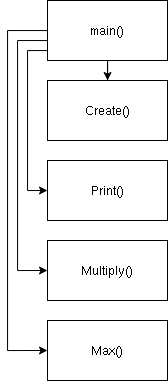 main()
Create()
Print()
Multiply()
Max()